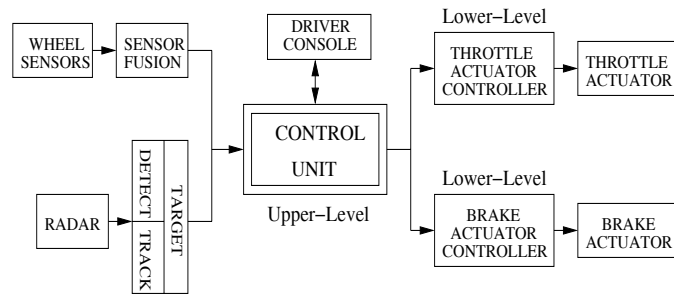 Lower-Level
DRIVER
CONSOLE
WHEEL
SENSORS
SENSOR
FUSION
THROTTLE
ACTUATOR
CONTROLLER
THROTTLE
ACTUATOR
CONTROL
UNIT
Upper-Level
RADAR
DETECT
TRACK
TARGET
Lower-Level
BRAKE
ACTUATOR
CONTROLLER
BRAKE
ACTUATOR